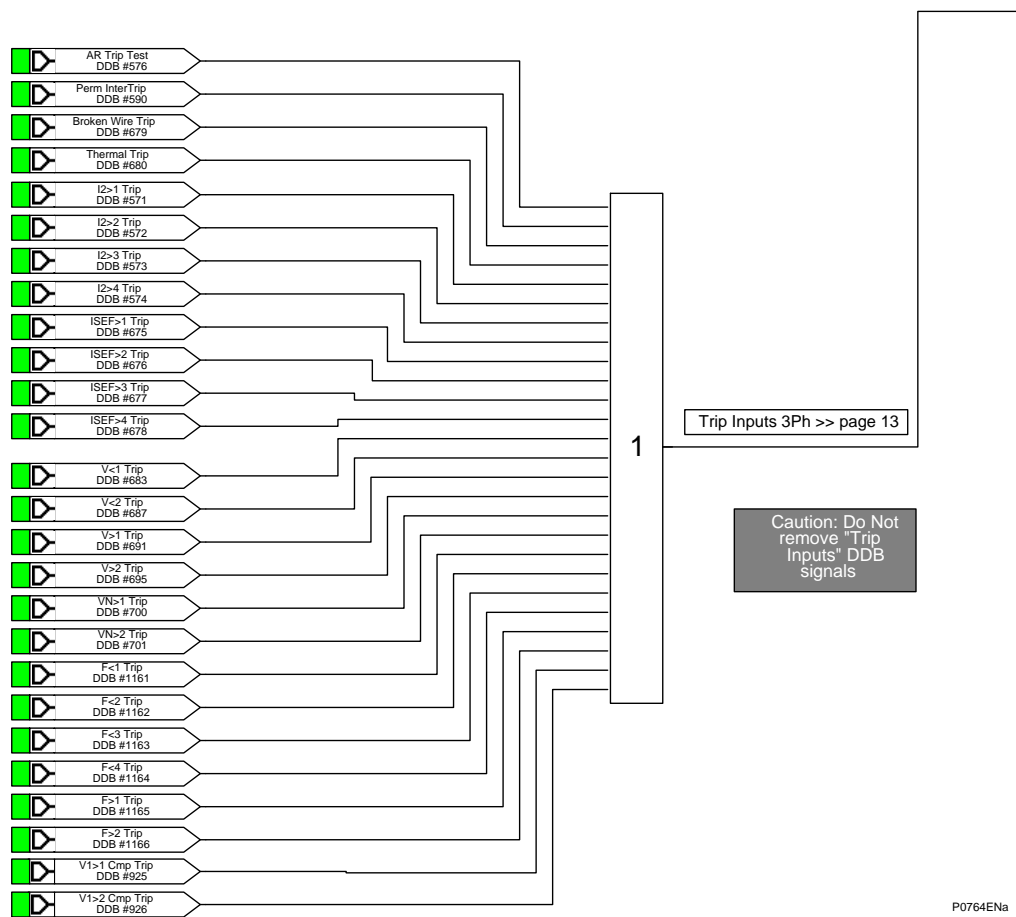 AR Trip Test
DDB #576
Perm InterTrip
DDB #590
Broken Wire Trip
DDB #679
Thermal Trip
DDB #680
I2>1 Trip
DDB #571
I2>2 Trip
DDB #572
I2>3 Trip
DDB #573
I2>4 Trip
DDB #574
ISEF>1 Trip
DDB #675
ISEF>2 Trip
DDB #676
ISEF>3 Trip
DDB #677
ISEF>4 Trip
DDB #678
V<1 Trip
DDB #683
V<2 Trip
DDB #687
V>1 Trip
DDB #691
V>2 Trip
DDB #695
VN>1 Trip
DDB #700
VN>2 Trip
DDB #701
F<1 Trip
DDB #1161
F<2 Trip
DDB #1162
F<3 Trip
DDB #1163
F<4 Trip
DDB #1164
F>1 Trip
DDB #1165
F>2 Trip
DDB #1166
V1>1 Cmp Trip
DDB #925
V1>2 Cmp Trip
DDB #926
1
Trip Inputs 3Ph >> page 13
Caution: Do Not
remove "Trip
Inputs" DDB
signals
P0764ENa